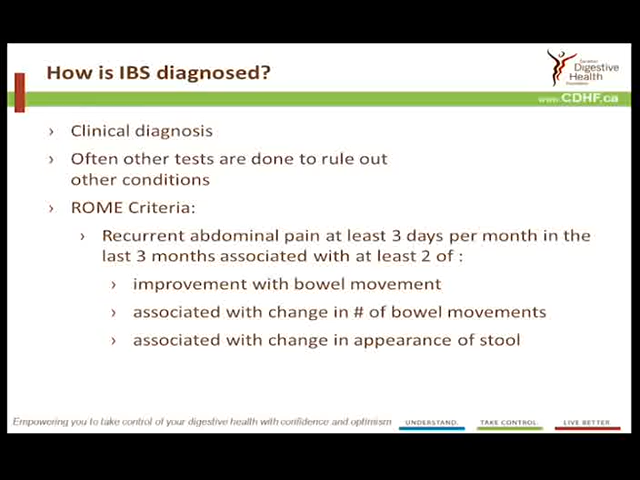 How is IBS diagnosed?
Canadian
Digestive
Health
Foundation
www.CDHF.ca
› Clinical diagnosis
› Often other tests are done to rule out
other conditions
› ROME Criteria:
› Recurrent abdominal pain at least 3 days per month in the
last 3 months associated with at least 2 of :
› improvement with bowel movement
› associated with change in # of bowel movements
› associated with change in appearance of stool
Empowering you to take control of your digestive health with confidence and optimism
UNDERSTAND. TAKE CONTROL. LIVE BETTER.